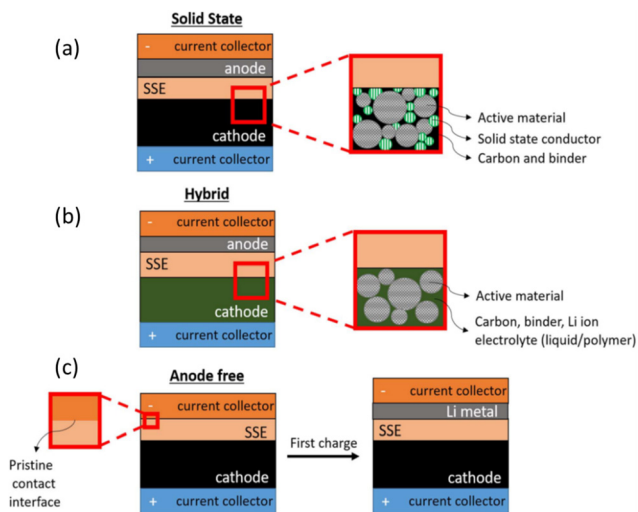 Solid State
(a)
- current collector
anode
SSE
cathode
+ current collector
Active material
Solid state conductor
Carbon and binder
Hybrid
(b)
- current collector
anode
SSE
cathode
+ current collector
Active material
Carbon, binder, Li ion
electrolyte (liquid/polymer)
(c)
Anode free
- current collector
SSE
cathode
+ current collector
Pristine
contact
interface
First charge
- current collector
Li metal
SSE
cathode
+ current collector